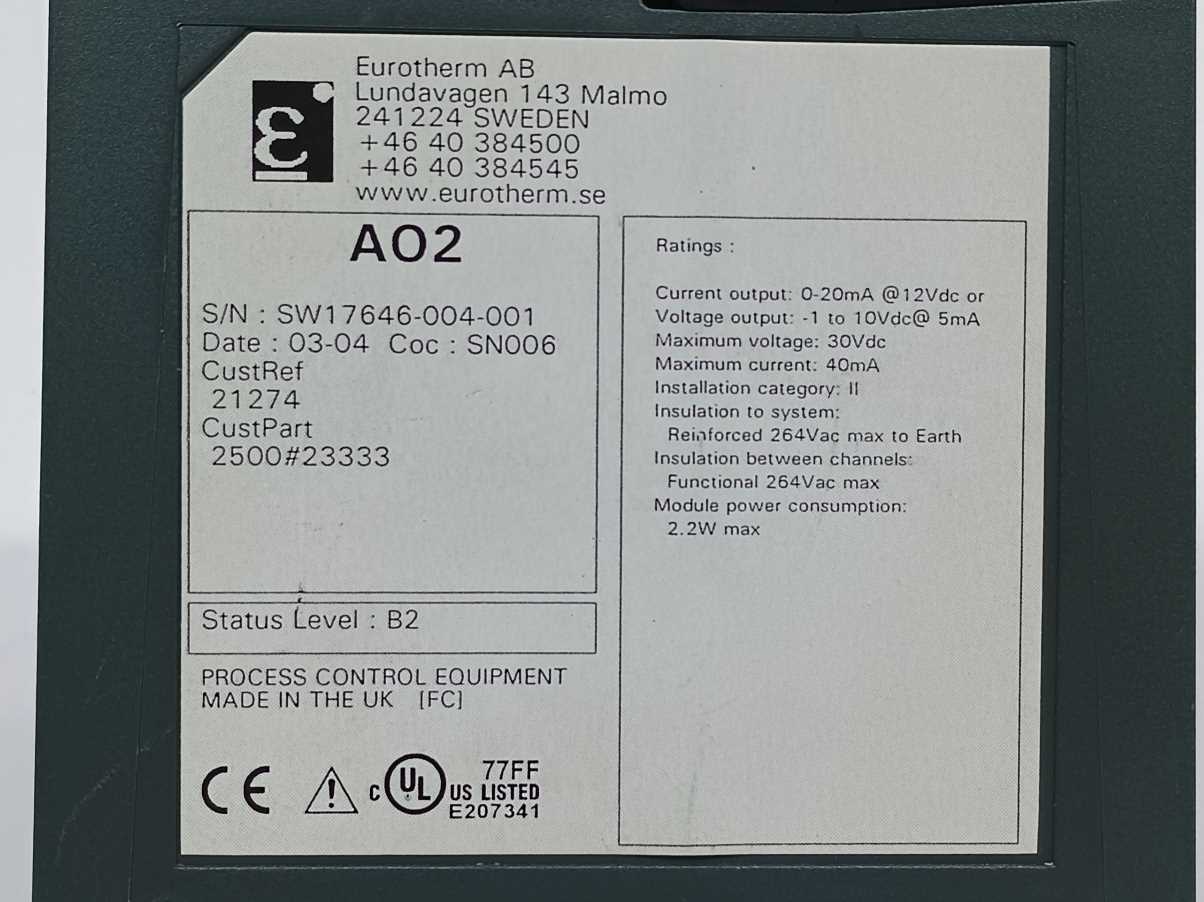 Eurotherm AB
Lundavagen 143 Malmo
241224 SWEDEN
+46 40 384500
+46 40 384545
www.eurotherm.se
AO2
S/N : SW17646-004-001
Date : 03-04 Coc : SN006
CustRef
21274
CustPart
2500#23333
Status Level : B2
PROCESS CONTROL EQUIPMENT
MADE IN THE UK [FC]
CE
C UL US LISTED
77FF
E207341
Ratings :
Current output: 0-20mA @12Vdc or
Voltage output: -1 to 10Vdc@ 5mA
Maximum voltage: 30Vdc
Maximum current: 40mA
Installation category: II
Insulation to system:
Reinforced 264Vac max to Earth
Insulation between channels:
Functional 264Vac max
Module power consumption:
2.2W max